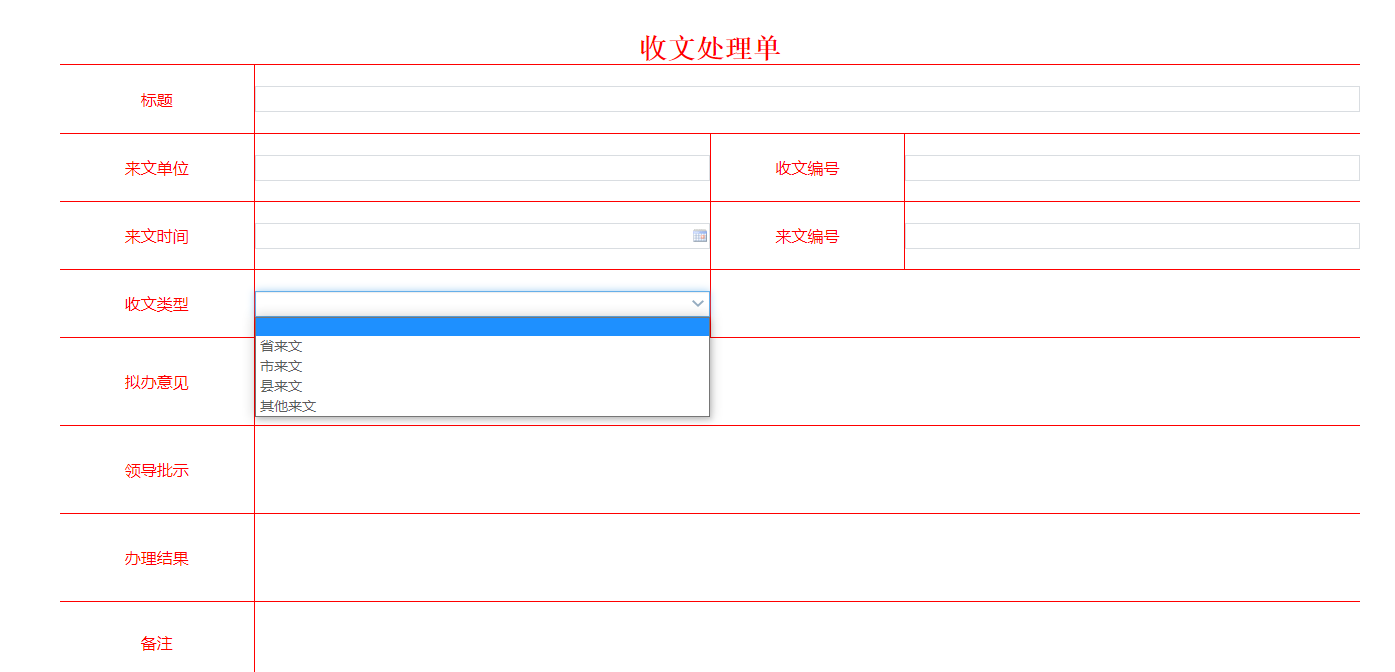 收文处理单
标题
来文单位
收文编号
来文时间
来文编号
收文类型
省来文
市来文
县来文
其他来文
拟办意见
领导批示
办理结果
备注